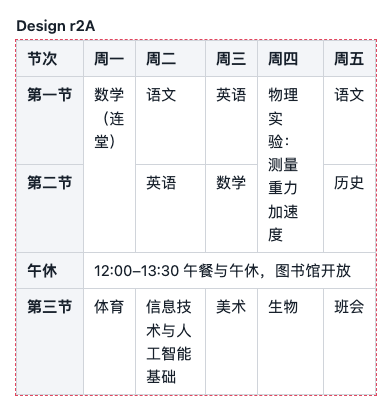 Design r2A
节次 周一 周二 周三 周四 周五
第一节 数学 语文 英语 物理 语文
（连 实
堂） 验：
测量
第二节 英语 数学 重力 历史
加速
度
午休 12:00–13:30 午餐与午休，图书馆开放
第三节 体育 信息技 美术 生物 班会
术与人
工智能
基础